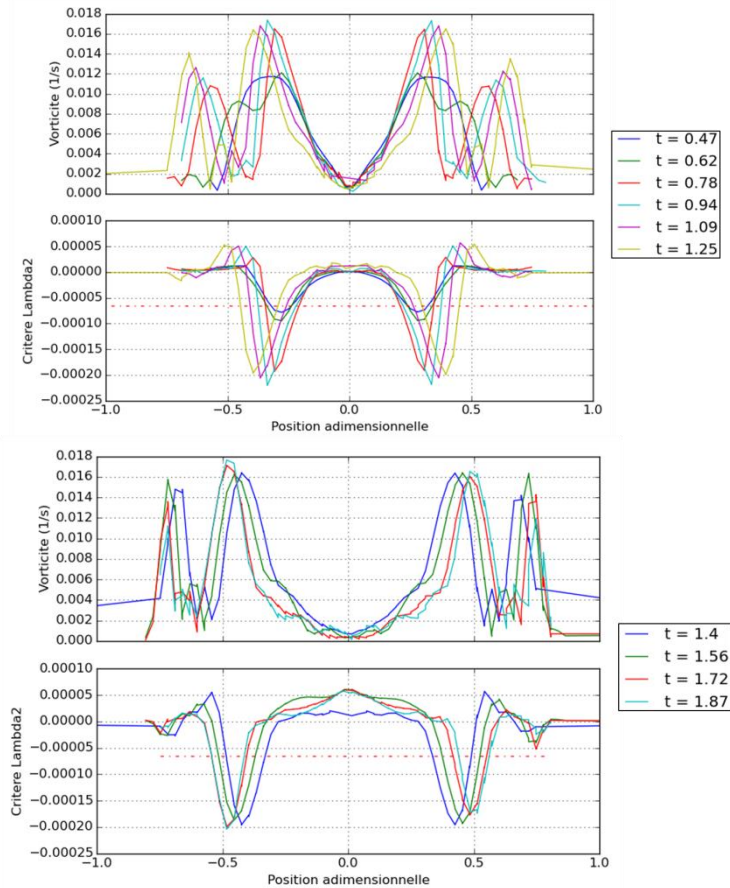 0.018
0.016
0.014
0.012
0.010
0.008
0.006
0.004
0.002
0.000
Vorticite (1/s)
0.00010
0.00005
0.00000
−0.00005
−0.00010
−0.00015
−0.00020
−0.00025
Critere Lambda2
−1.0 −0.5 0.0 0.5 1.0
Position adimensionnelle
t = 0.47
t = 0.62
t = 0.78
t = 0.94
t = 1.09
t = 1.25
0.018
0.016
0.014
0.012
0.010
0.008
0.006
0.004
0.002
0.000
Vorticite (1/s)
0.00010
0.00005
0.00000
−0.00005
−0.00010
−0.00015
−0.00020
−0.00025
Critere Lambda2
−1.0 −0.5 0.0 0.5 1.0
Position adimensionnelle
t = 1.4
t = 1.56
t = 1.72
t = 1.87